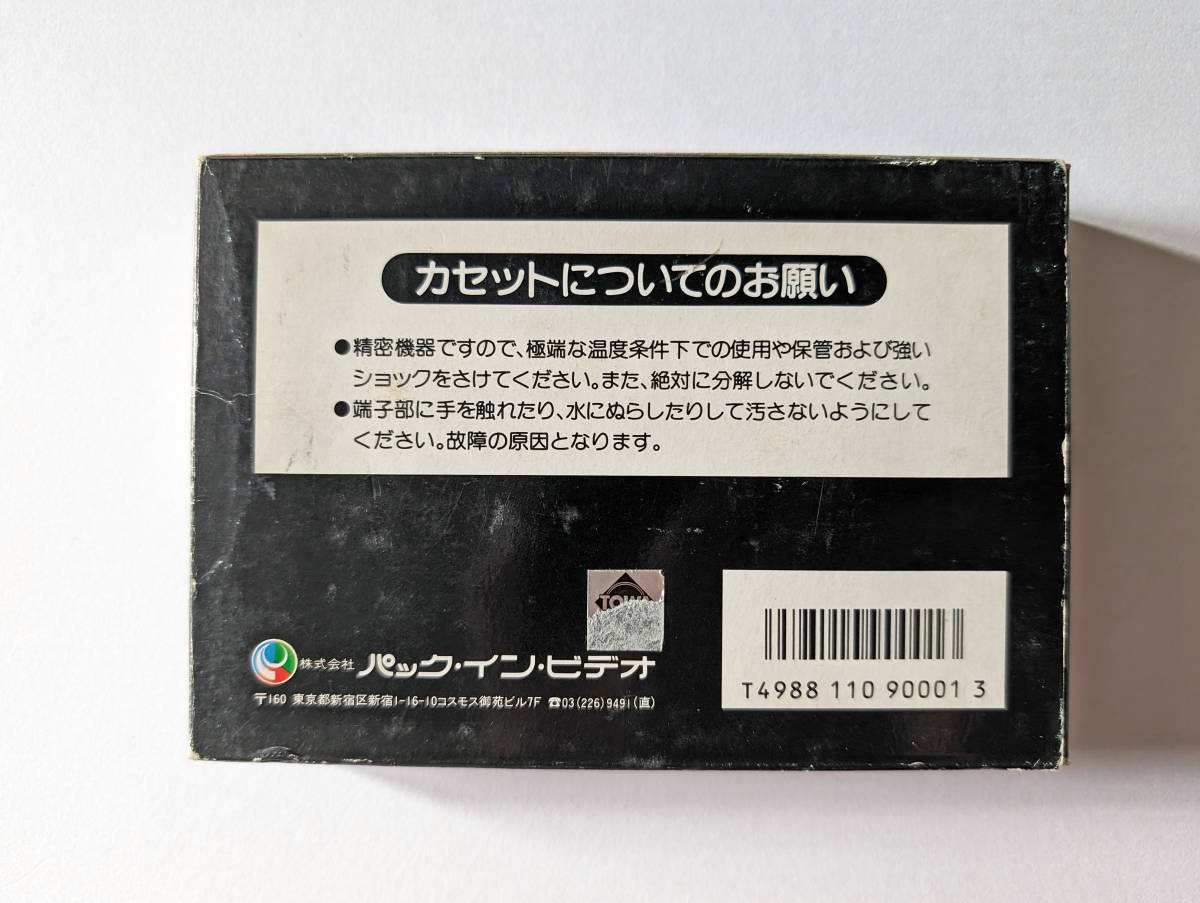 カセットについてのお願い
●精密機器ですので、極端な温度条件下での使用や保管および強い
ショックをさけてください。また、絶対に分解しないでください。
●端子部に手を触れたり、水にぬらしたりして汚さないようにして
ください。故障の原因となります。
TOWA
株式会社 パック・イン・ビデオ
〒160 東京都新宿区新宿1-16-10コスモス御苑ビル7F ☎03(226)9491(直)
T4988 110 90001 3